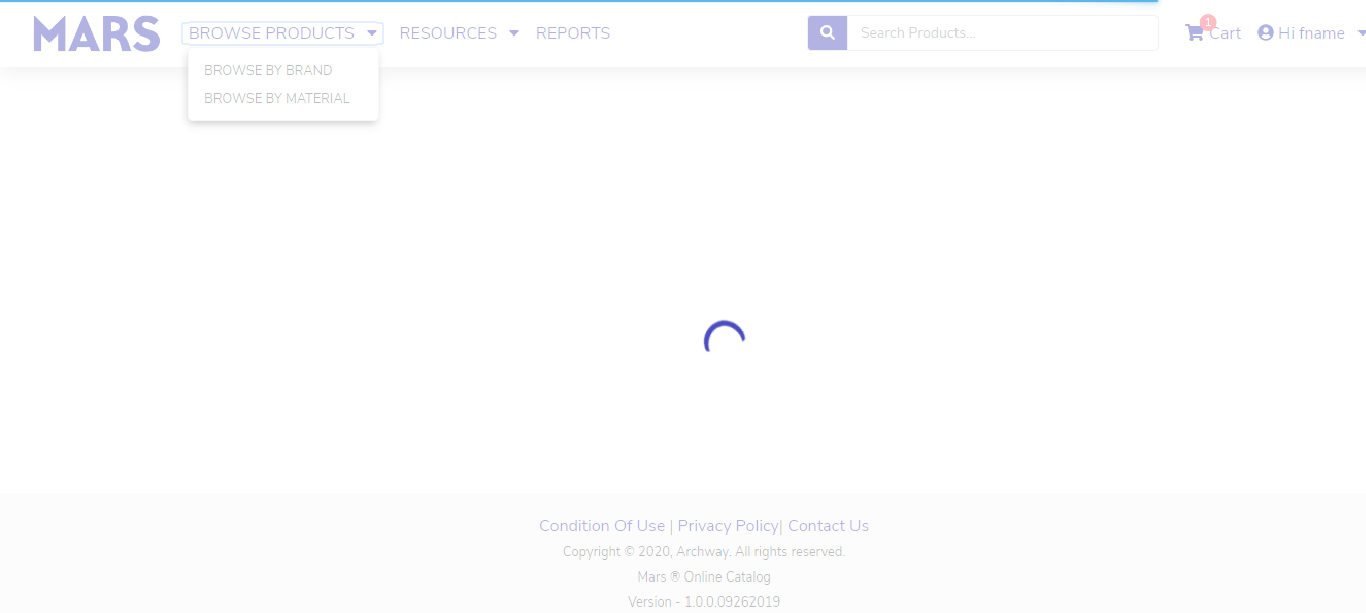 MARS BROWSE PRODUCTS RESOURCES REPORTS Search Products... 1 Cart Hi fname
BROWSE BY BRAND
BROWSE BY MATERIAL
Condition Of Use | Privacy Policy| Contact Us
Copyright © 2020, Archway. All rights reserved.
Mars ® Online Catalog
Version - 1.0.0.09262019